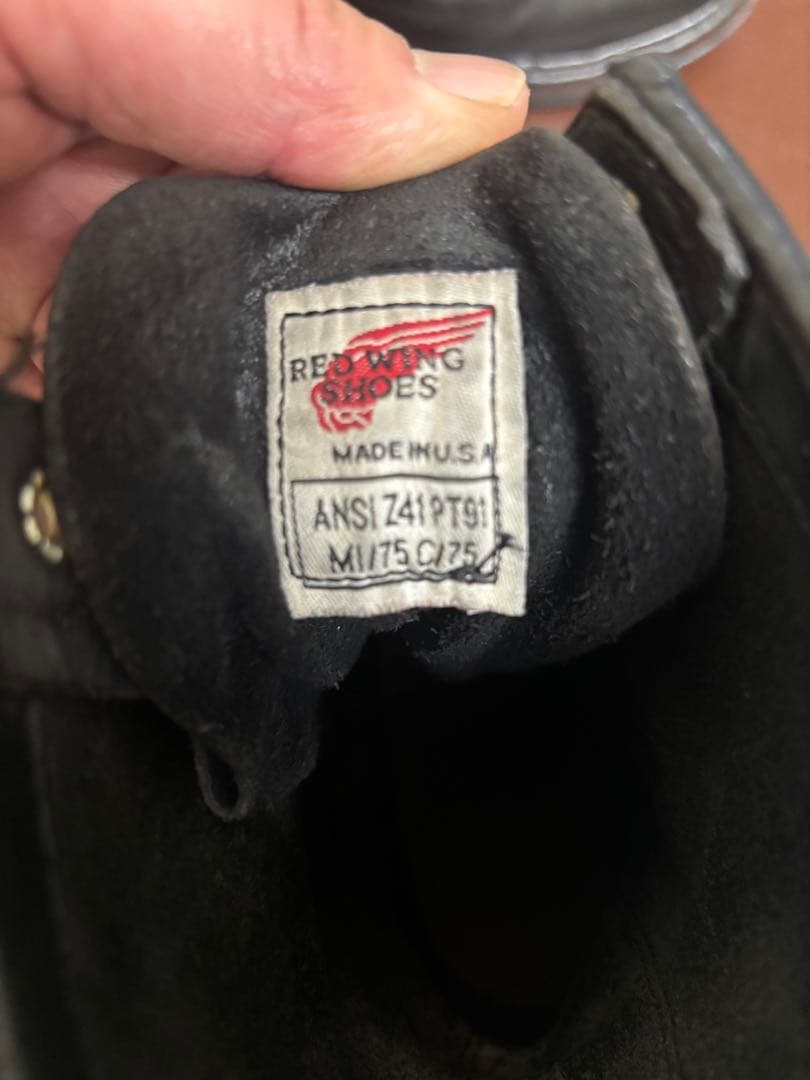 RED WING
SHOES
MADE IN U.S.A
ANSI Z41 PT91
MI/75 C/75